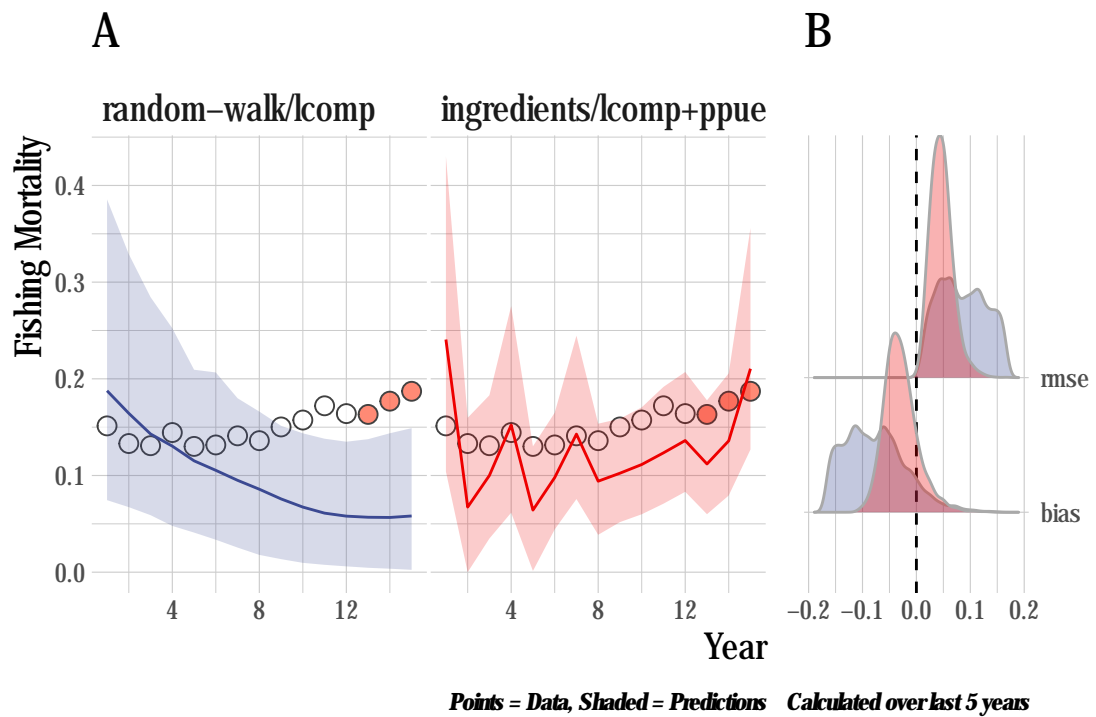 A
B
random−walk/lcomp
ingredients/lcomp+ppue
Fishing Mortality
0.4
0.3
0.2
0.1
0.0
4
8
12
4
8
12
rmse
bias
−0.2
−0.1
0.0
0.1
0.2
Year
Points = Data, Shaded = Predictions
Calculated over last 5 years